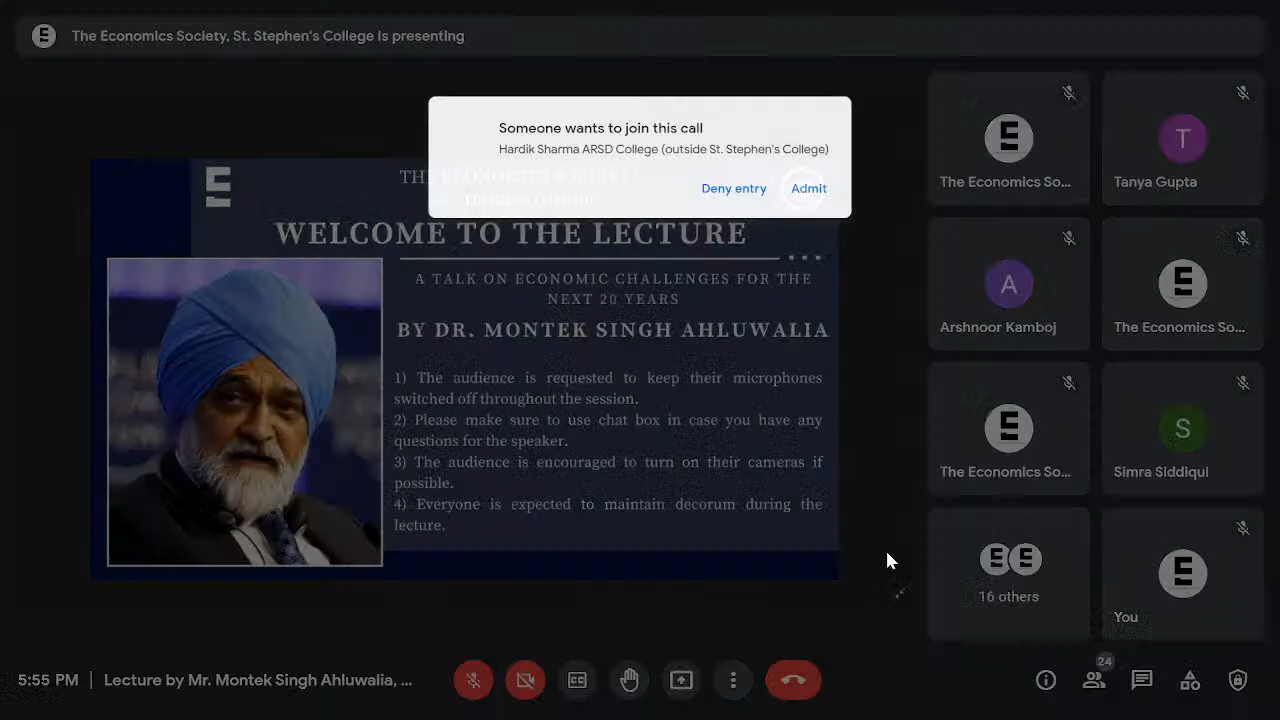 The Economics Society, St. Stephen's College is presenting
Someone wants to join this call
Hardik Sharma ARSD College (outside St. Stephen's College)
Deny entry
Admit
WELCOME TO THE LECTURE
A TALK ON ECONOMIC CHALLENGES FOR THE
NEXT 20 YEARS
BY DR. MONTEK SINGH AHLUWALIA
1) The audience is requested to keep their microphones
switched off throughout the session.
2) Please make sure to use chat box in case you have any
questions for the speaker.
3) The audience is encouraged to turn on their cameras if
possible.
4) Everyone is expected to maintain decorum during the
lecture.
The Economics So...
T
Tanya Gupta
A
Arshnoor Kamboj
The Economics So...
The Economics So...
S
Simra Siddiqui
16 others
You
5:55 PM | Lecture by Mr. Montek Singh Ahluwalia, ...
CC
24